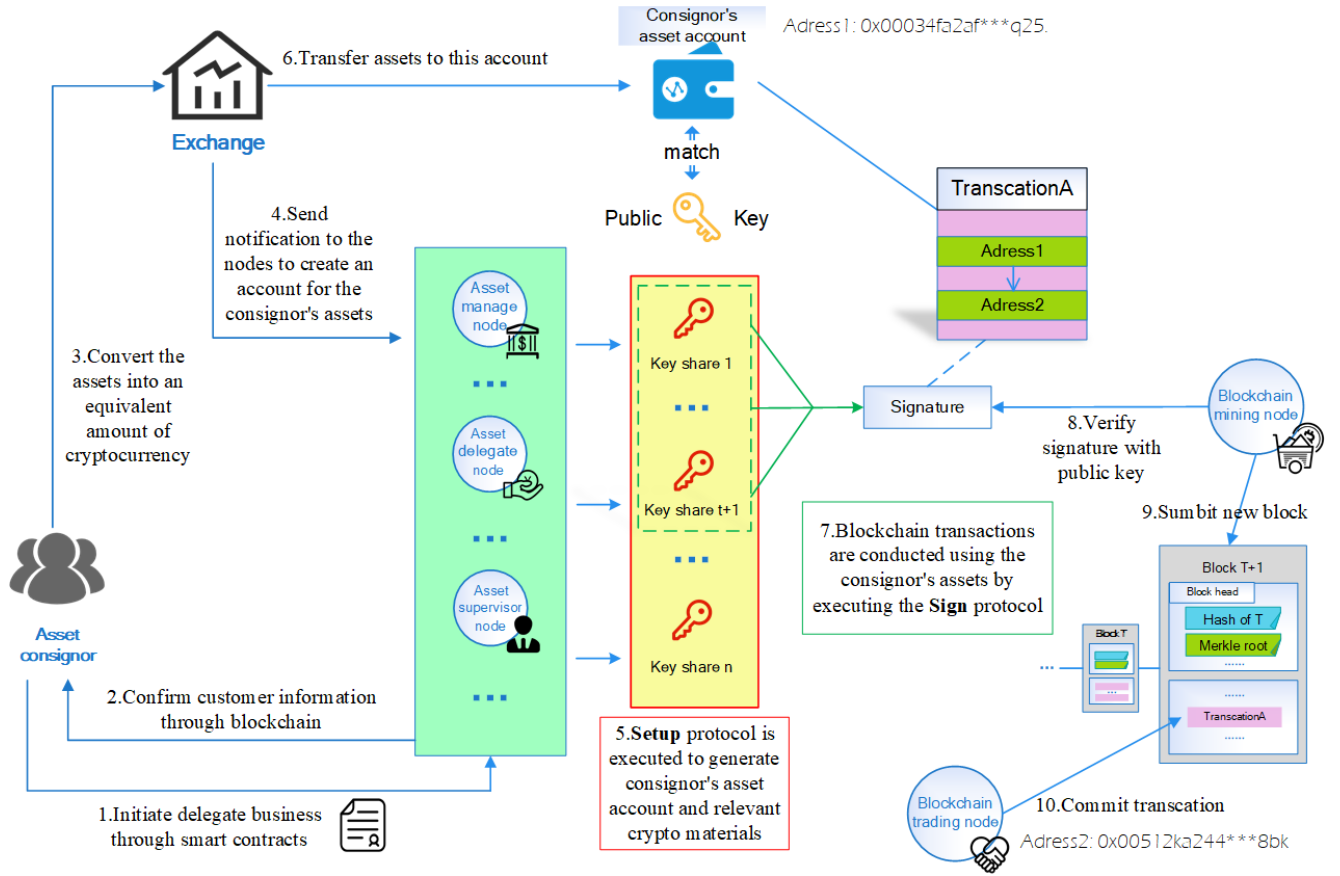 Consignor's
asset account
Adress1: 0x00034fa2af***q25.
6.Transfer assets to this account
Exchange
match
Public Key
TranscationA
Adress1
Adress2
4.Send
notification to the
nodes to create an
account for the
consignor's assets
Asset
manage
node
Key share 1
...
Asset
delegate
node
Key share t+1
...
Asset
supervisor
node
Key share n
...
...
...
3.Convert the
assets into an
equivalent
amount of
cryptocurrency
Signature
Blockchain
mining node
8.Verify
signature with
public key
9.Sumbit new block
7.Blockchain transactions
are conducted using the
consignor's assets by
executing the Sign protocol
Asset
consignor
2.Confirm customer information
through blockchain
1.Initiate delegate business
through smart contracts
5.Setup protocol is
executed to generate
consignor's asset
account and relevant
crypto materials
...
Block T
...
Block T+1
Block head
Hash of T
Merkle root
......
......
TranscationA
......
Blockchain
trading node
10.Commit transcation
Adress2: 0x00512ka244***8bk